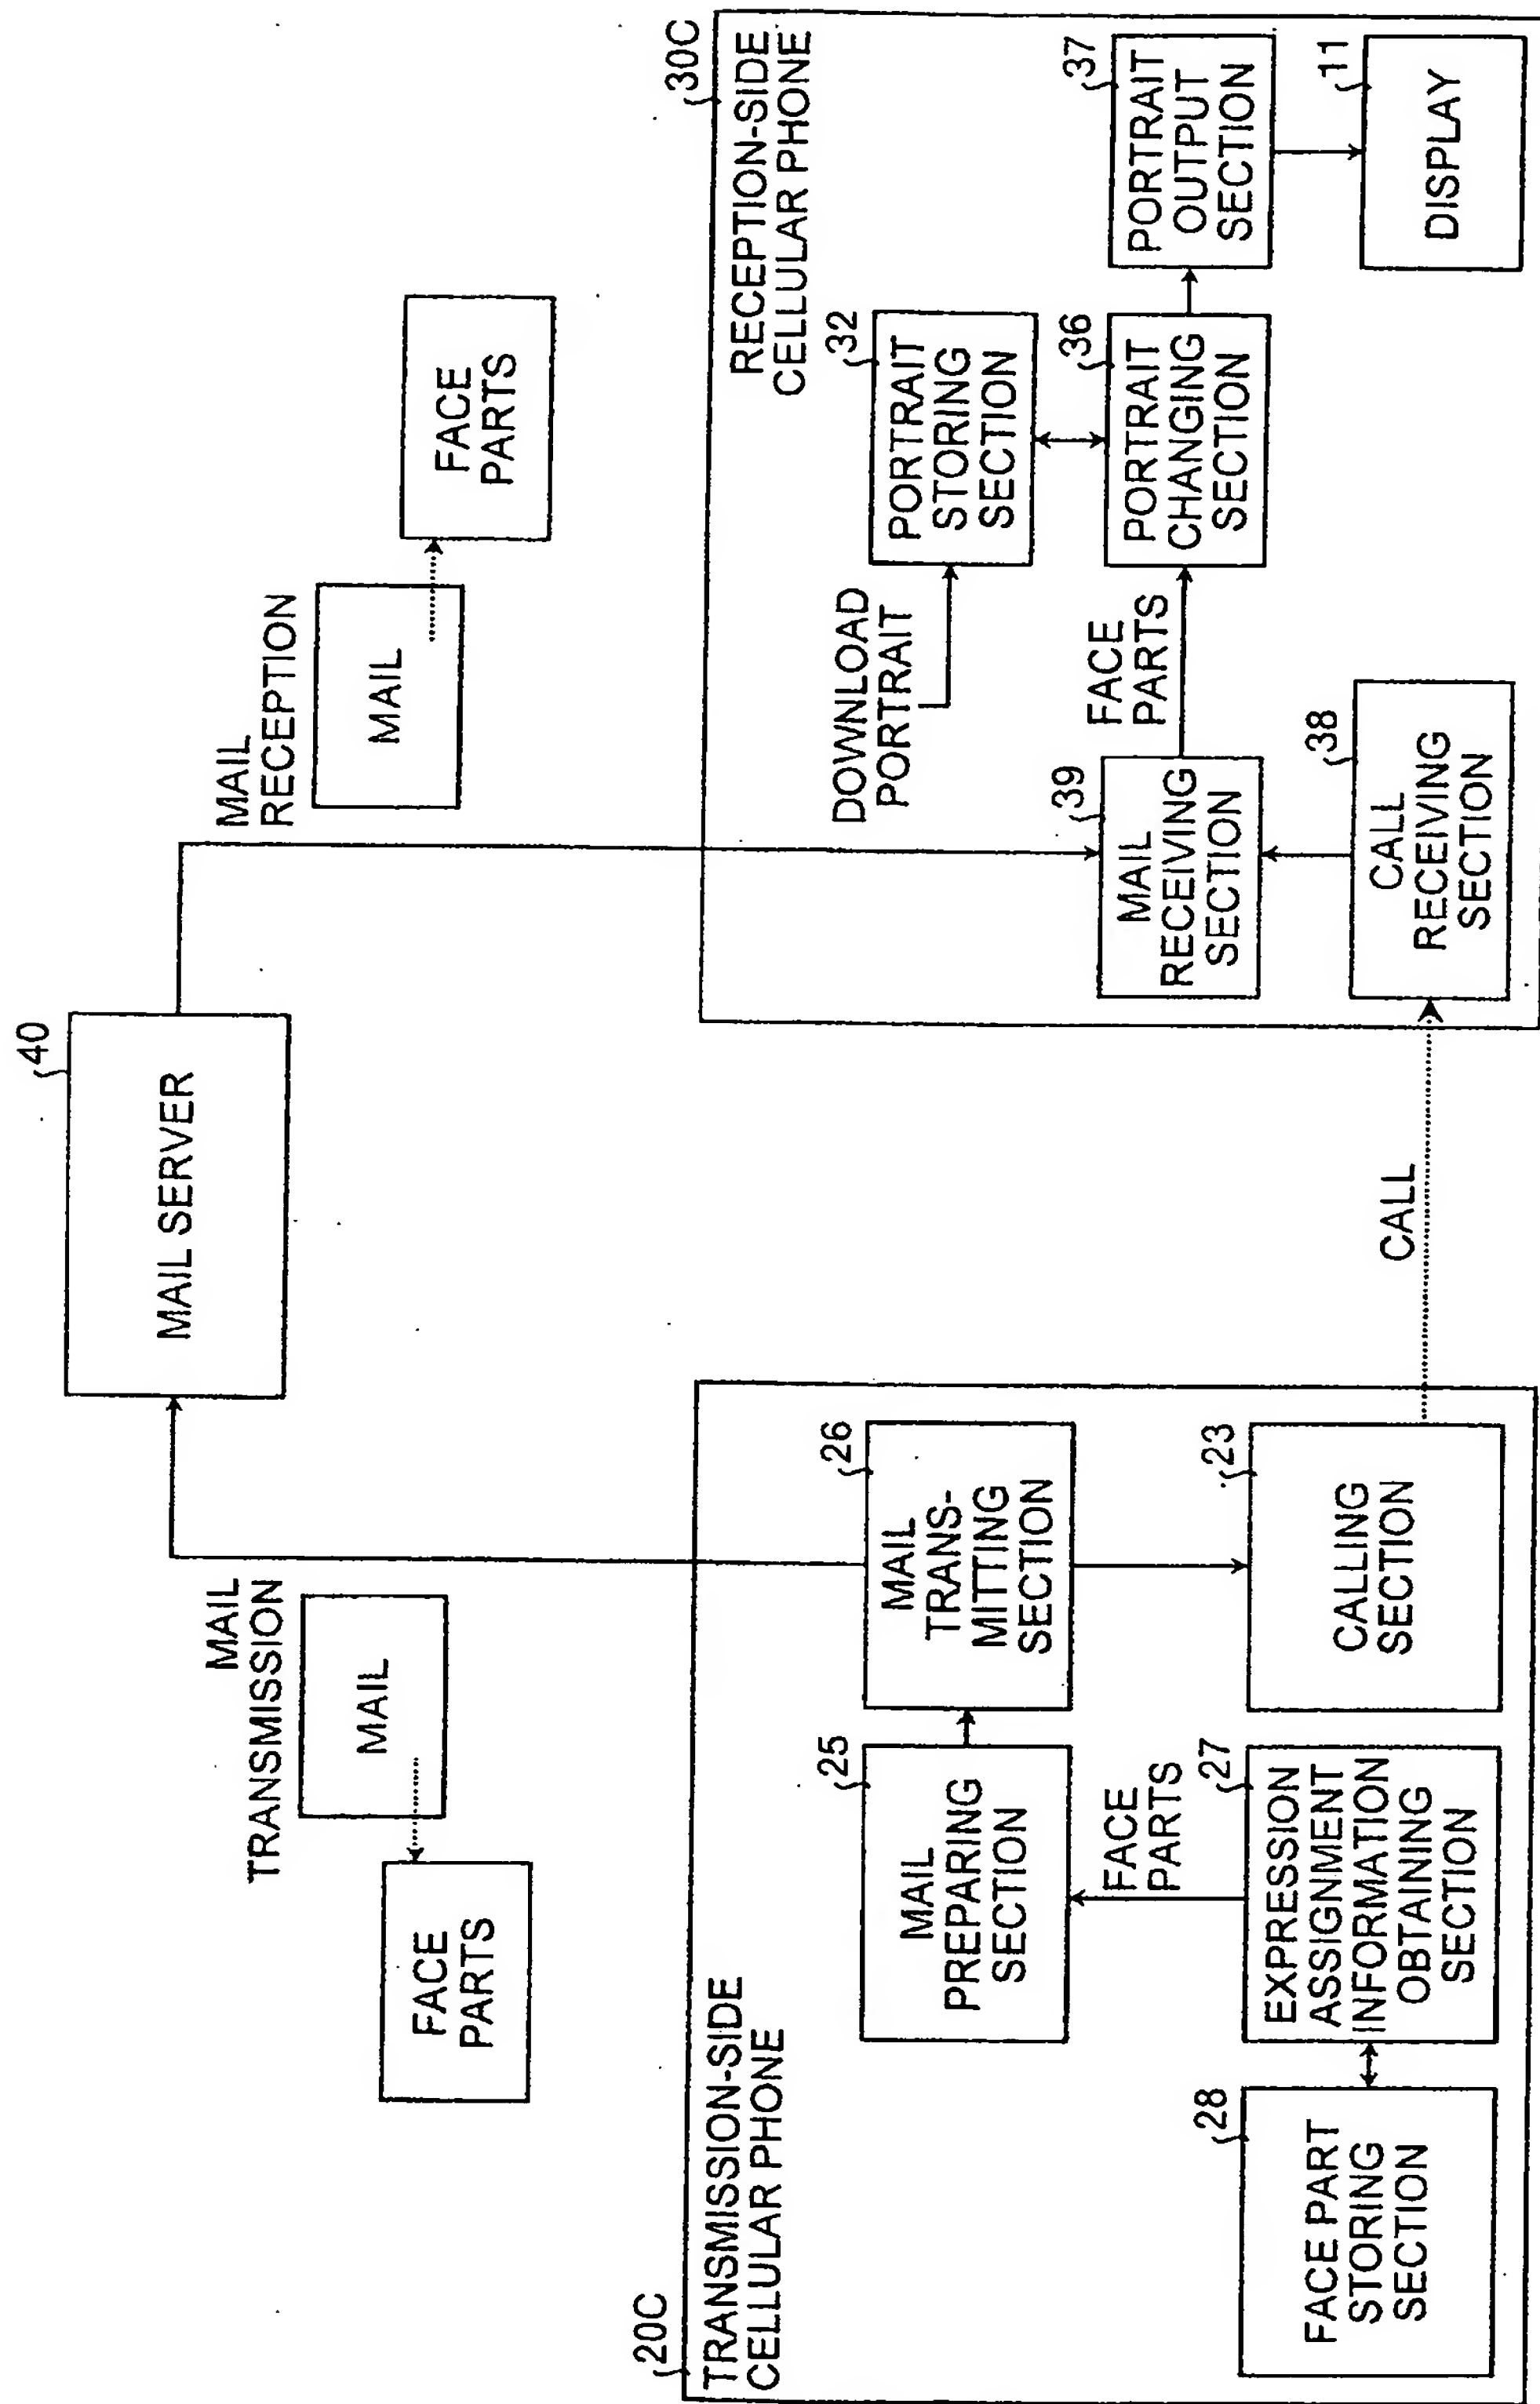 40
MAIL SERVER
MAIL
TRANSMISSION
MAIL
FACE
PARTS
MAIL
RECEPTION
MAIL
FACE
PARTS
20C
TRANSMISSION-SIDE
CELLULAR PHONE
25
MAIL
PREPARING
SECTION
26
MAIL
TRANS-
MITTING
SECTION
FACE
PARTS
28
FACE PART
STORING
SECTION
27
EXPRESSION
ASSIGNMENT
INFORMATION
OBTAINING
SECTION
23
CALLING
SECTION
CALL
30C
RECEPTION-SIDE
CELLULAR PHONE
DOWNLOAD
PORTRAIT
32
PORTRAIT
STORING
SECTION
39
MAIL
RECEIVING
SECTION
FACE
PARTS
36
PORTRAIT
CHANGING
SECTION
37
PORTRAIT
OUTPUT
SECTION
38
CALL
RECEIVING
SECTION
11
DISPLAY